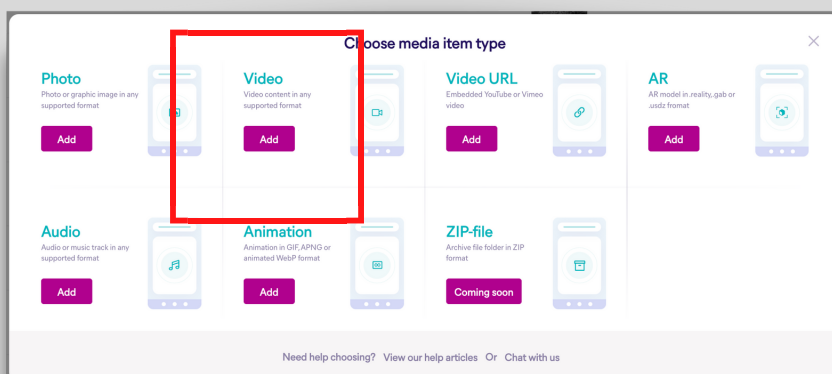 Choose media item type
Photo
Photo or graphic image in any
supported format
Add
Video
Video content in any
supported format
Add
Video URL
Embedded YouTube or Vimeo
video
Add
AR
AR model in .reality,.gab or
.usdz fromat
Add
Audio
Audio or music track in any
supported format
Add
Animation
Animation in GIF, APNG or
animated WebP format
Add
ZIP-file
Archive file folder in ZIP
format
Coming soon
Need help choosing? View our help articles Or Chat with us